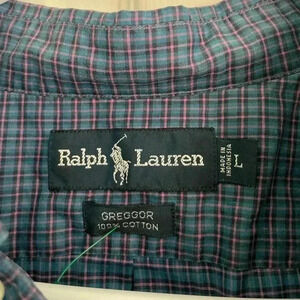 Ralph Lauren
MADE IN
INDONESIA
L
GREGGOR
100% COTTON